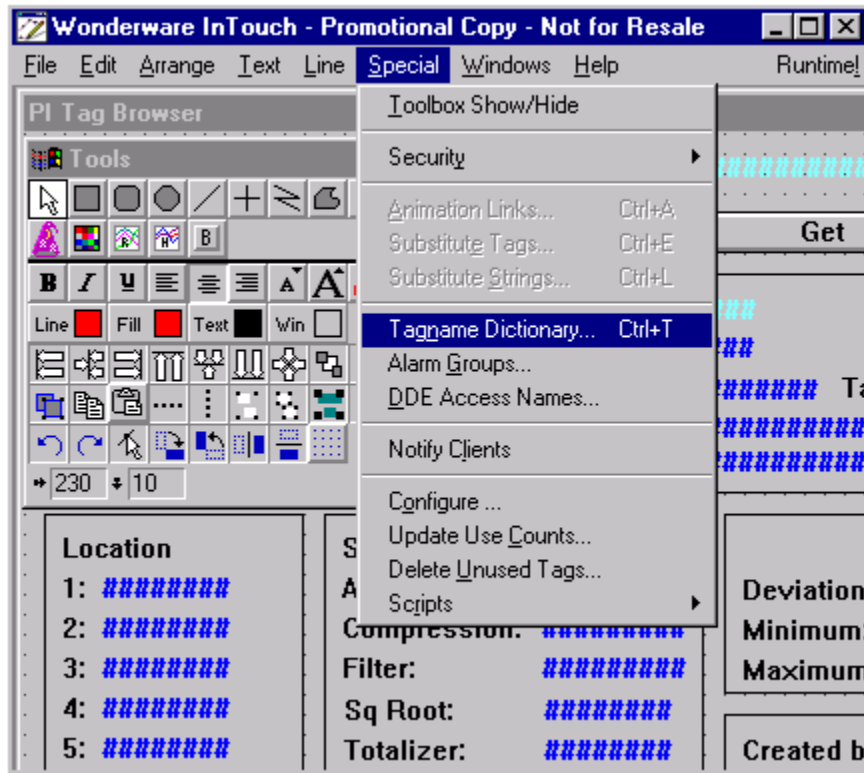 Wonderware InTouch - Promotional Copy - Not for Resale
File Edit Arrange Text Line Special Windows Help Runtime!
PI Tag Browser
Tools
Toolbox Show/Hide
Security
##########
Animation Links... Ctrl+A
Substitute Tags... Ctrl+E
Substitute Strings... Ctrl+L
Get
B I U A A
Line Fill Text Win
Tagname Dictionary... Ctrl+T
Alarm Groups...
DDE Access Names...
###
##
####### Ta
##########
##########
Notify Clients
230 10
Configure ...
Update Use Counts...
Delete Unused Tags...
Scripts
Location
1: ########
2: ########
3: ########
4: ########
5: ########
S
A
Compression: ########
Filter: ########
Sq Root: ########
Totalizer: ########
Deviation
Minimum:
Maximum
Created b